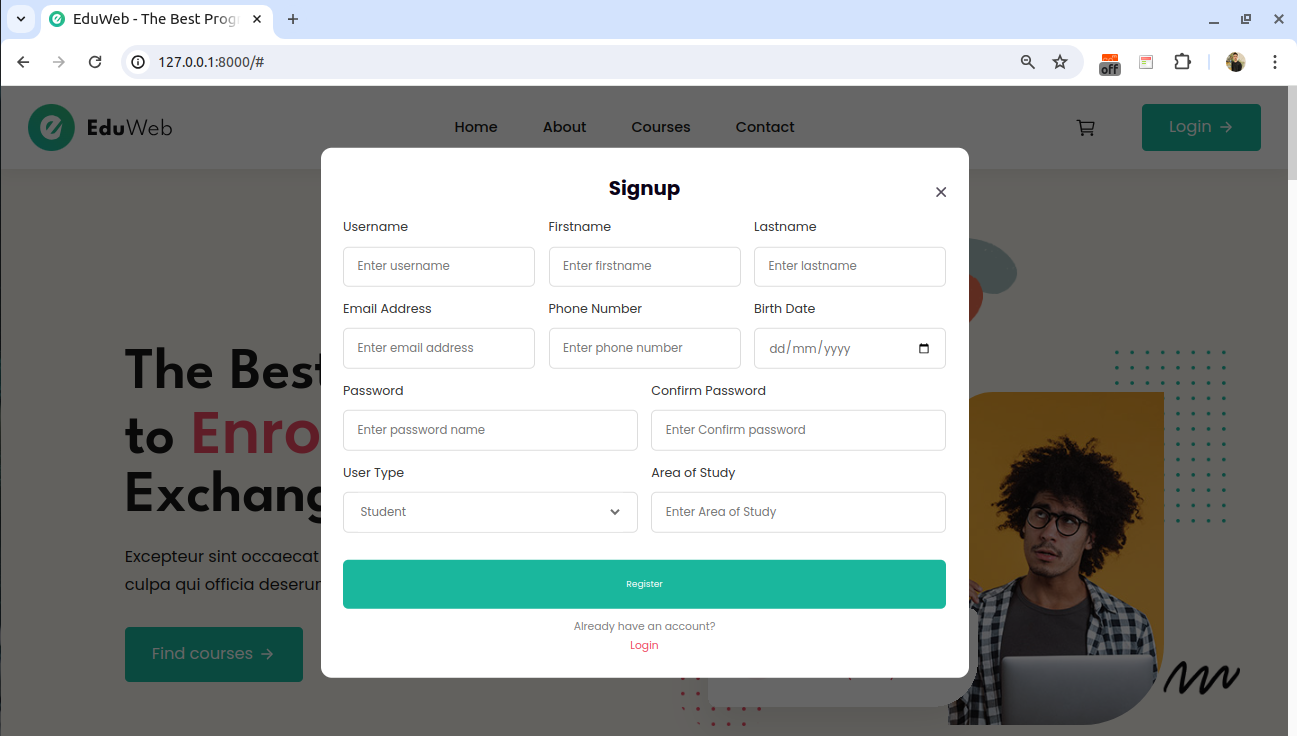 EduWeb - The Best Prog
127.0.0.1:8000/#
off
EduWeb
Home About Courses Contact
Login →
Signup
Username Firstname Lastname
Enter username Enter firstname Enter lastname
Email Address Phone Number Birth Date
Enter email address Enter phone number dd/mm/yyyy
Password Confirm Password
Enter password name Enter Confirm password
User Type Area of Study
Student Enter Area of Study
Register
Already have an account?
Login
The Best
to Enro
Exchang
Excepteur sint occaecat
culpa qui officia deserun
Find courses →